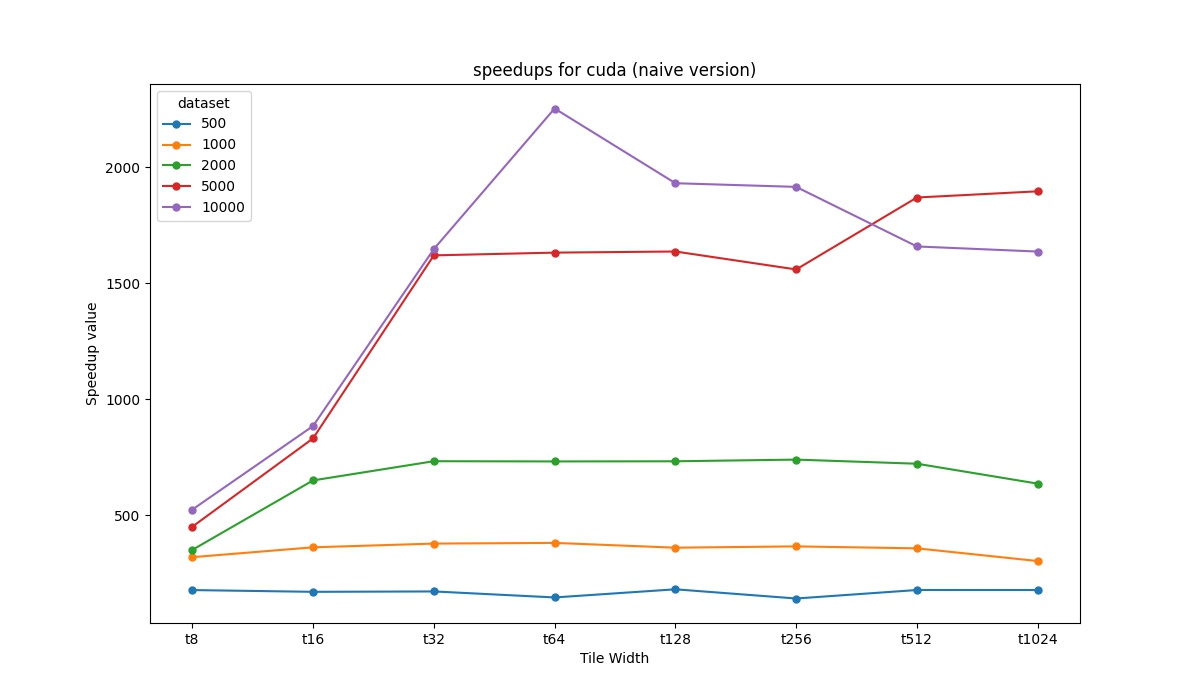 speedups for cuda (naive version)
dataset
500
1000
2000
5000
10000
2000
1500
1000
500
Speedup value
t8 t16 t32 t64 t128 t256 t512 t1024
Tile Width